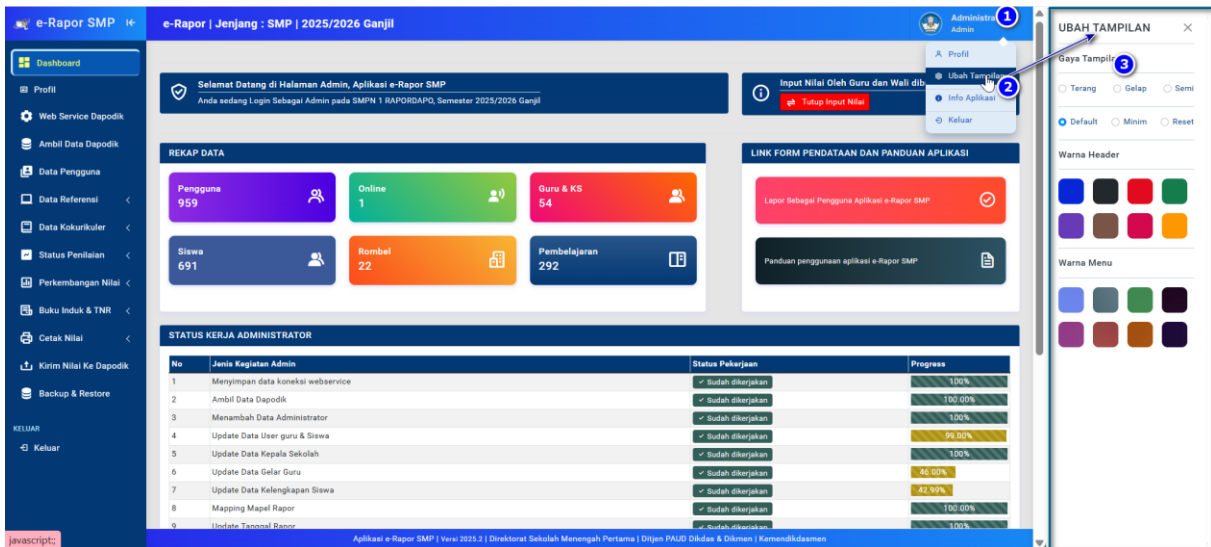 e-Rapor SMP
e-Rapor | Jenjang : SMP | 2025/2026 Ganjil
Administra
Admin
1
Dashboard
Profil
Web Service Dapodik
Ambil Data Dapodik
Data Pengguna
Data Referensi
Data Kokurikuler
Status Penilaian
Perkembangan Nilai
Buku Induk & TNR
Cetak Nilai
Kirim Nilai Ke Dapodik
Backup & Restore
KELUAR
Keluar
javascript:;
Profil
Ubah Tampilan
2
Info Aplikasi
Keluar
Selamat Datang di Halaman Admin, Aplikasi e-Rapor SMP
Anda sedang Login Sebagai Admin pada SMPN 1 RAPORDAPO, Semester 2025/2026 Ganjil
Input Nilai Oleh Guru dan Wali dib
Tutup Input Nilai
REKAP DATA
Pengguna
959
Online
1
Guru & KS
54
Siswa
691
Rombel
22
Pembelajaran
292
LINK FORM PENDATAAN DAN PANDUAN APLIKASI
Lapor Sebagai Pengguna Aplikasi e-Rapor SMP
Panduan penggunaan aplikasi e-Rapor SMP
STATUS KERJA ADMINISTRATOR
No Jenis Kegiatan Admin Status Pekerjaan Progress
1 Menyimpan data koneksi webservice Sudah dikerjakan 100%
2 Ambil Data Dapodik Sudah dikerjakan 100.00%
3 Menambah Data Administrator Sudah dikerjakan 100%
4 Update Data User guru & Siswa Sudah dikerjakan 99.00%
5 Update Data Kepala Sekolah Sudah dikerjakan 100%
6 Update Data Gelar Guru Sudah dikerjakan 46.00%
7 Update Data Kelengkapan Siswa Sudah dikerjakan 42.99%
8 Mapping Mapel Rapor Sudah dikerjakan 100.00%
9 Update Tanggal Rapor Sudah dikerjakan 100%
Aplikasi e-Rapor SMP | Versi 2025.2 | Direktorat Sekolah Menengah Pertama | Ditjen PAUD Dikdas & Dikmen | Kemendikdasmen
UBAH TAMPILAN
Gaya Tampila
3
Terang Gelap Semi
Default Minim Reset
Warna Header
Warna Menu